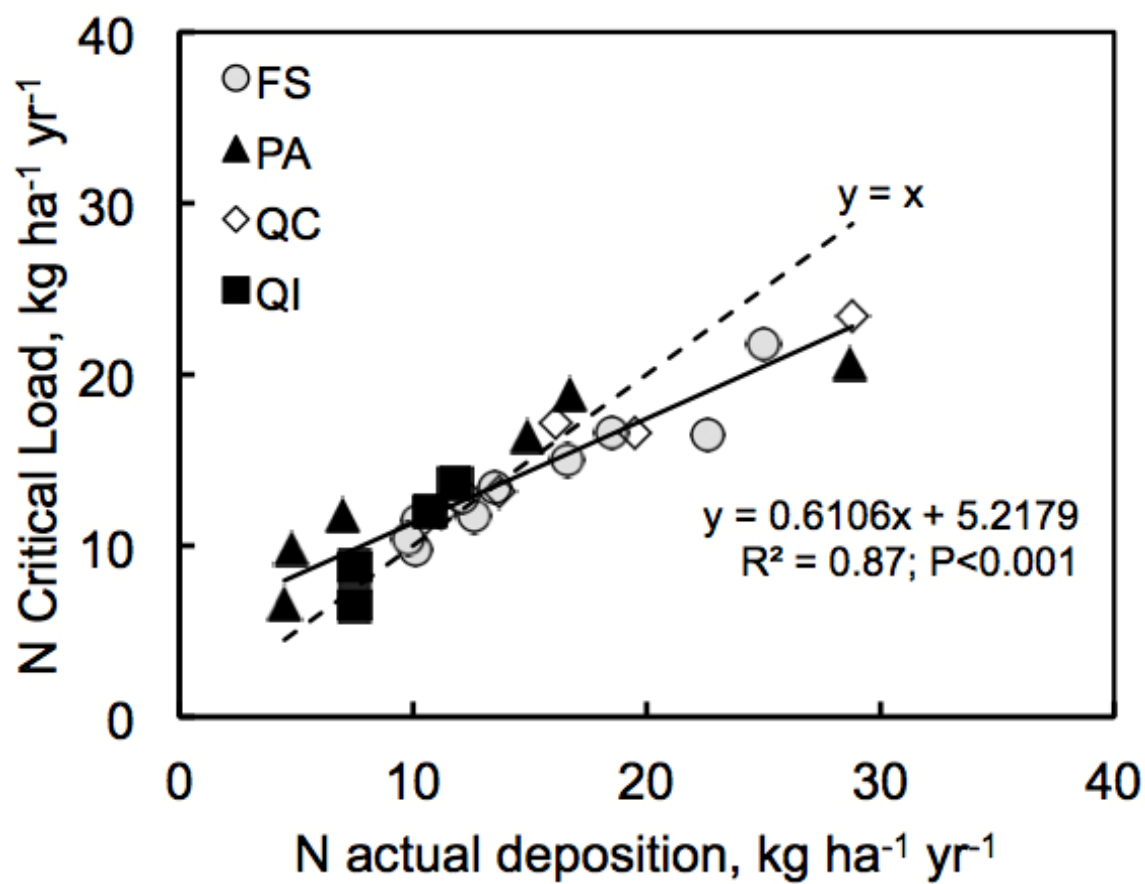 N Critical Load, kg ha⁻¹ yr⁻¹
40
30
20
10
0
FS
PA
QC
QI
y = x
y = 0.6106x + 5.2179
R² = 0.87; P<0.001
0 10 20 30 40
N actual deposition, kg ha⁻¹ yr⁻¹